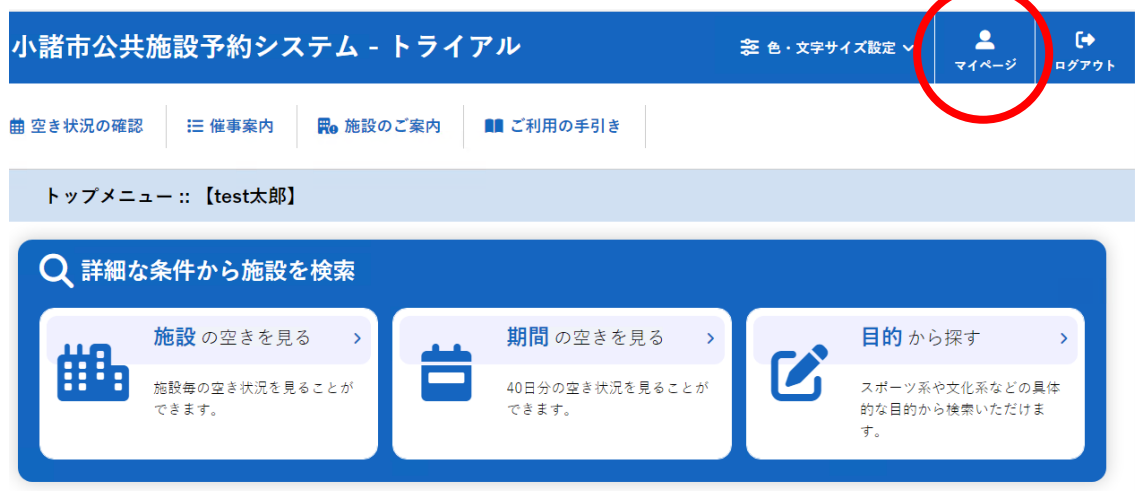 小諸市公共施設予約システム - トライアル
色・文字サイズ設定
マイページ
ログアウト
空き状況の確認
催事案内
施設のご案内
ご利用の手引き
トップメニュー :: 【test太郎】
詳細な条件から施設を検索
施設 の空きを見る
施設毎の空き状況を見ることが
できます。
期間 の空きを見る
40日分の空き状況を見ることが
できます。
目的 から探す
スポーツ系や文化系などの具体
的な目的から検索いただけま
す。